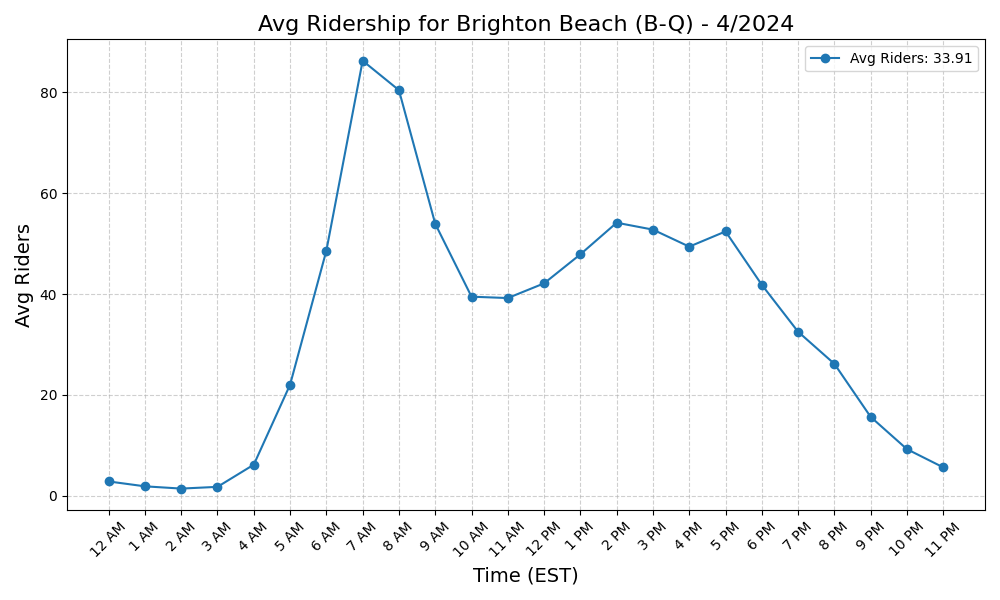 Avg Ridership for Brighton Beach (B-Q) - 4/2024
Avg Riders: 33.91
Avg Riders
80
60
40
20
0
12 AM
1 AM
2 AM
3 AM
4 AM
5 AM
6 AM
7 AM
8 AM
9 AM
10 AM
11 AM
12 PM
1 PM
2 PM
3 PM
4 PM
5 PM
6 PM
7 PM
8 PM
9 PM
10 PM
11 PM
Time (EST)